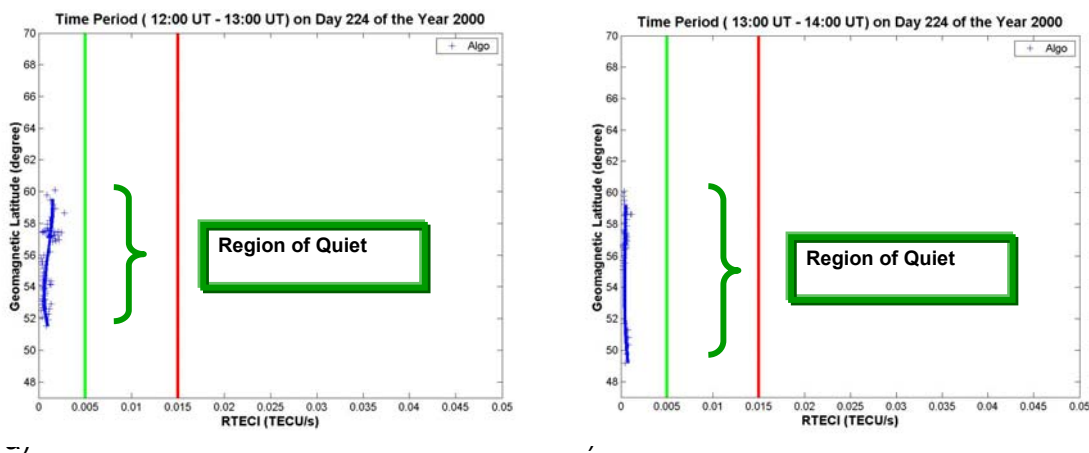 Time Period ( 12:00 UT - 13:00 UT) on Day 224 of the Year 2000
70
68
66
64
62
60
58
56
54
52
50
48
Geomagnetic Latitude (degree)
+ Algo
Region of Quiet
0 0.005 0.01 0.015 0.02 0.025 0.03 0.035 0.04 0.045 0.05
RTECI (TECU/s)
Time Period ( 13:00 UT - 14:00 UT) on Day 224 of the Year 2000
70
68
66
64
62
60
58
56
54
52
50
48
Geomagnetic Latitude (degree)
+ Algo
Region of Quiet
0 0.005 0.01 0.015 0.02 0.025 0.03 0.035 0.04 0.045 0.05
RTECI (TECU/s)